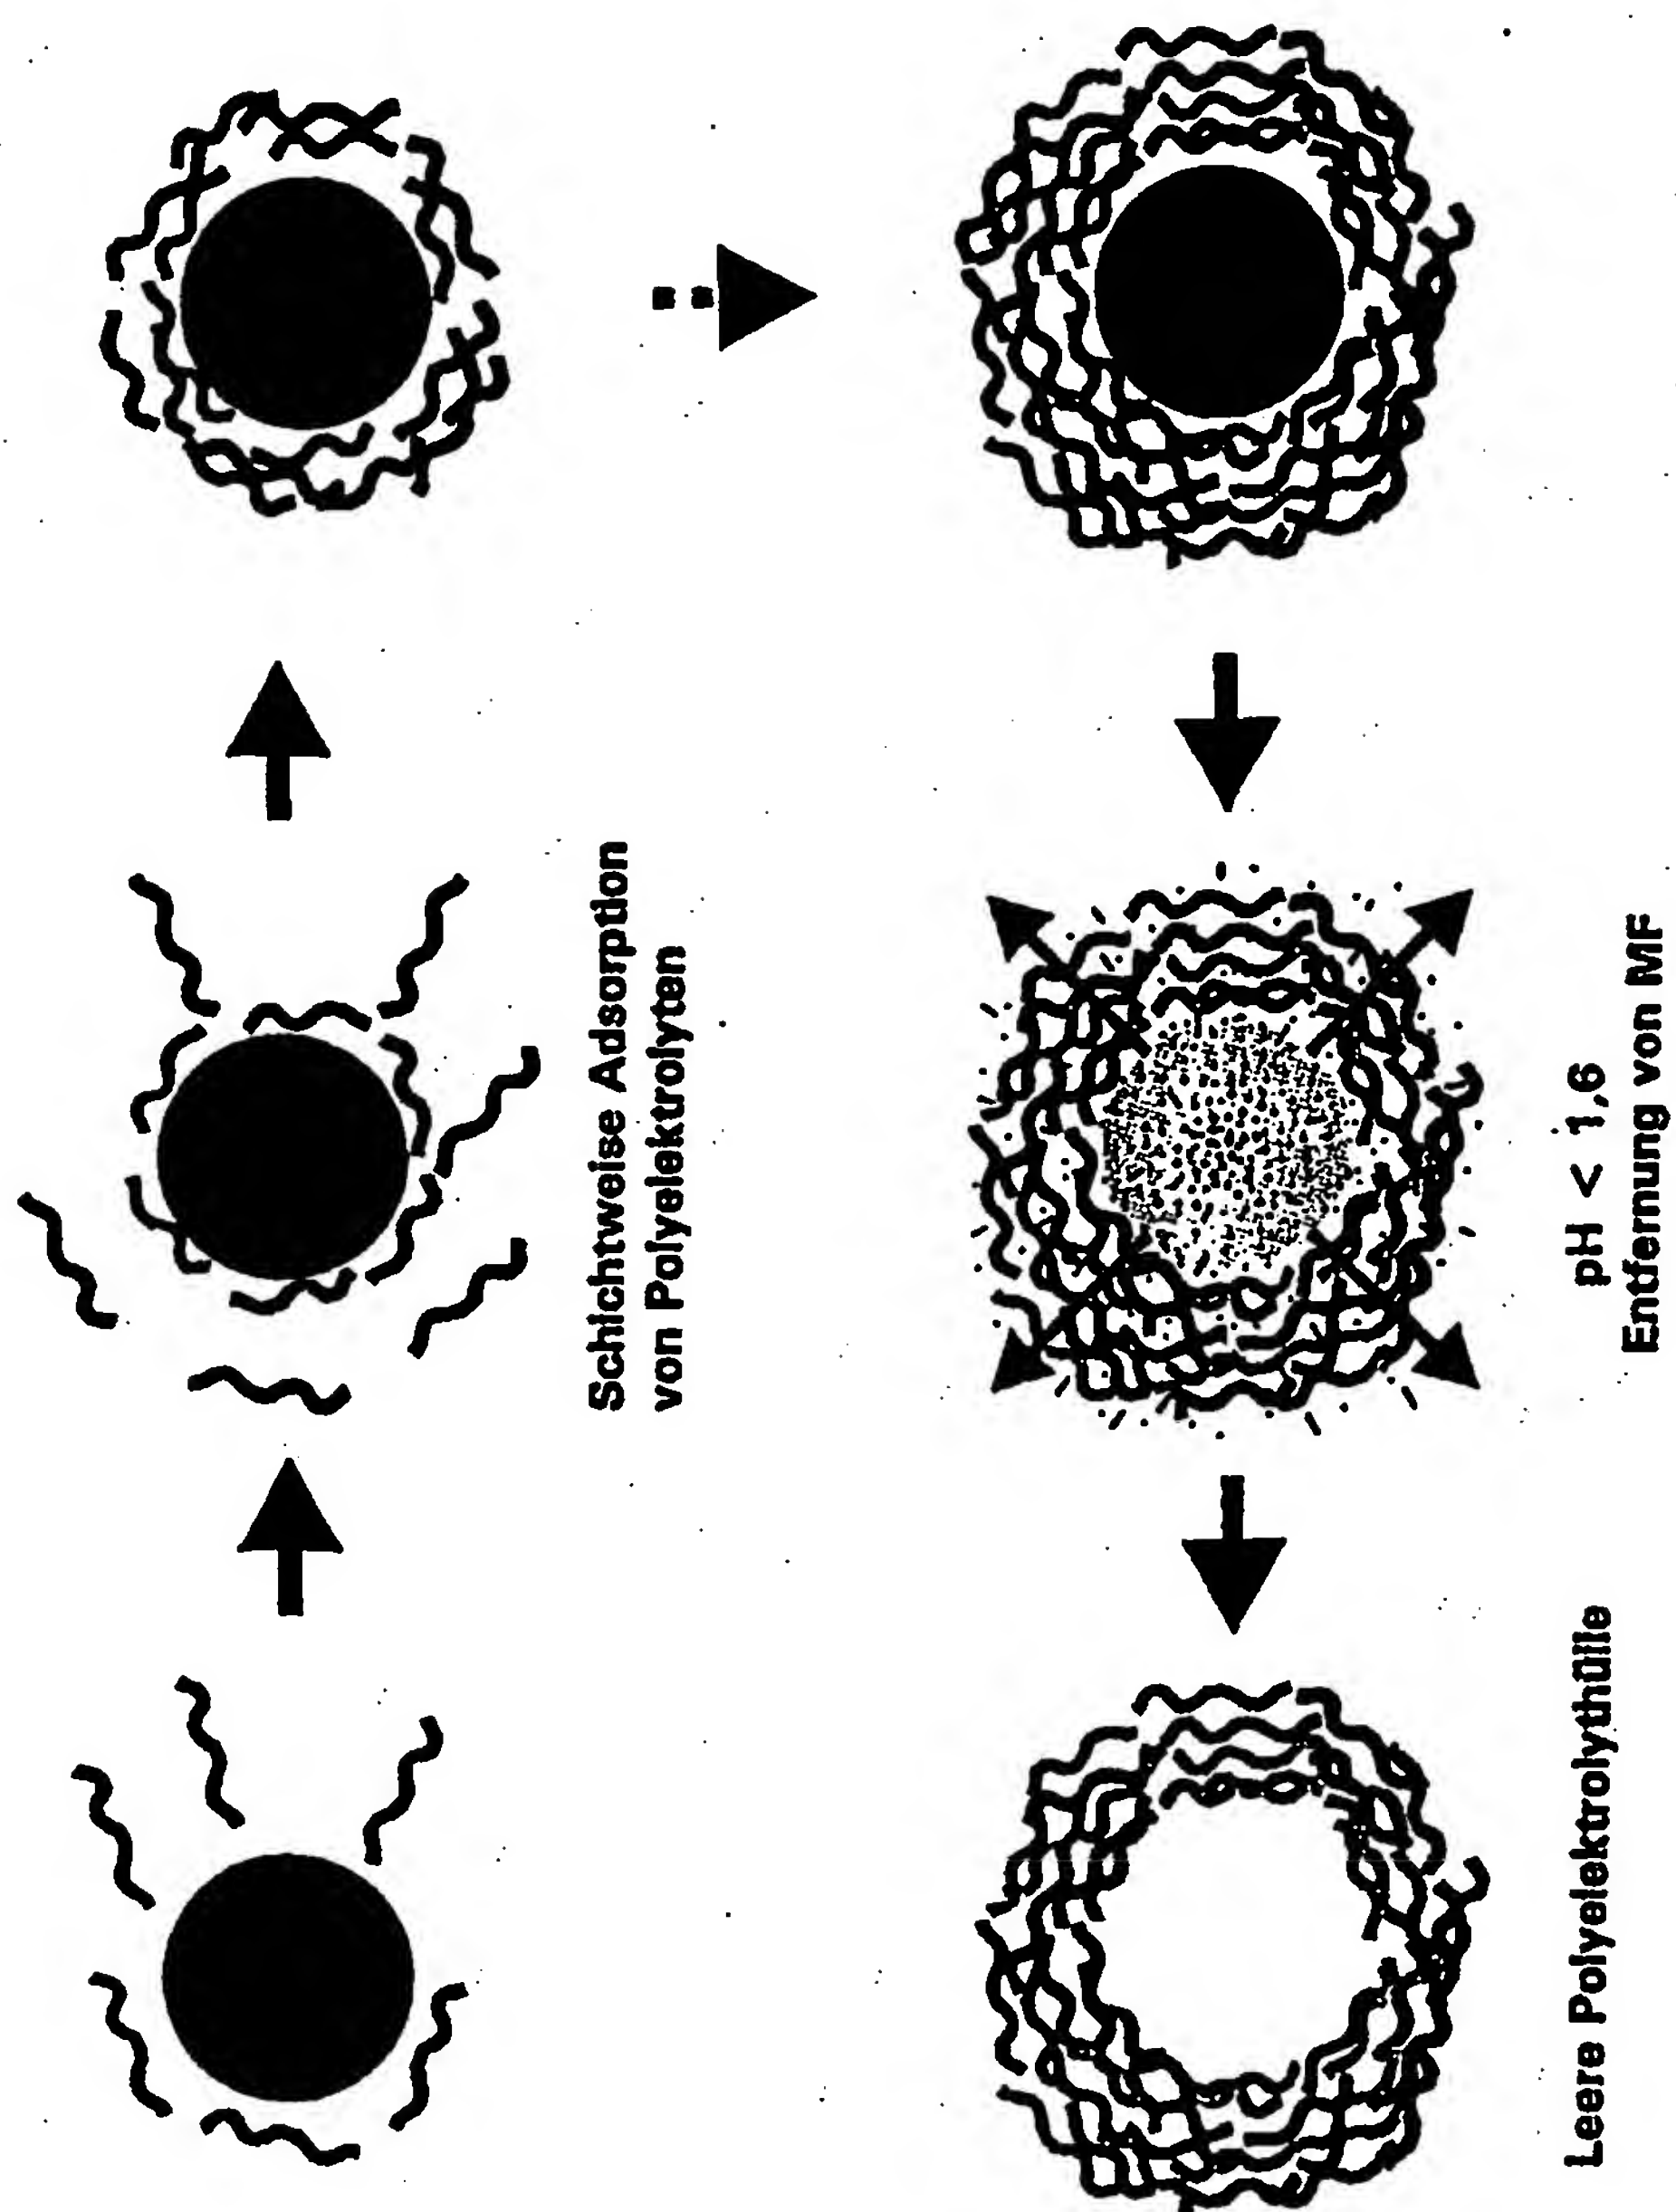 Schichtweise Adsorption
von Polyelektrolyten
Leere Polyelektrolythülle
pH < 1,6
Entfernung von MF